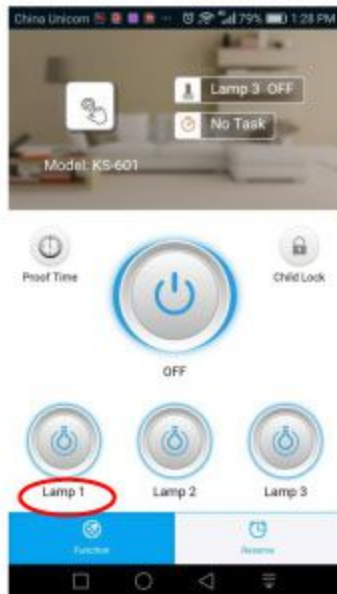 China Unicom 79% 1:28 PM
Lamp 3 OFF
No Task
Model: KS-601
Proof Time
Child Lock
OFF
Lamp 1 Lamp 2 Lamp 3
Function